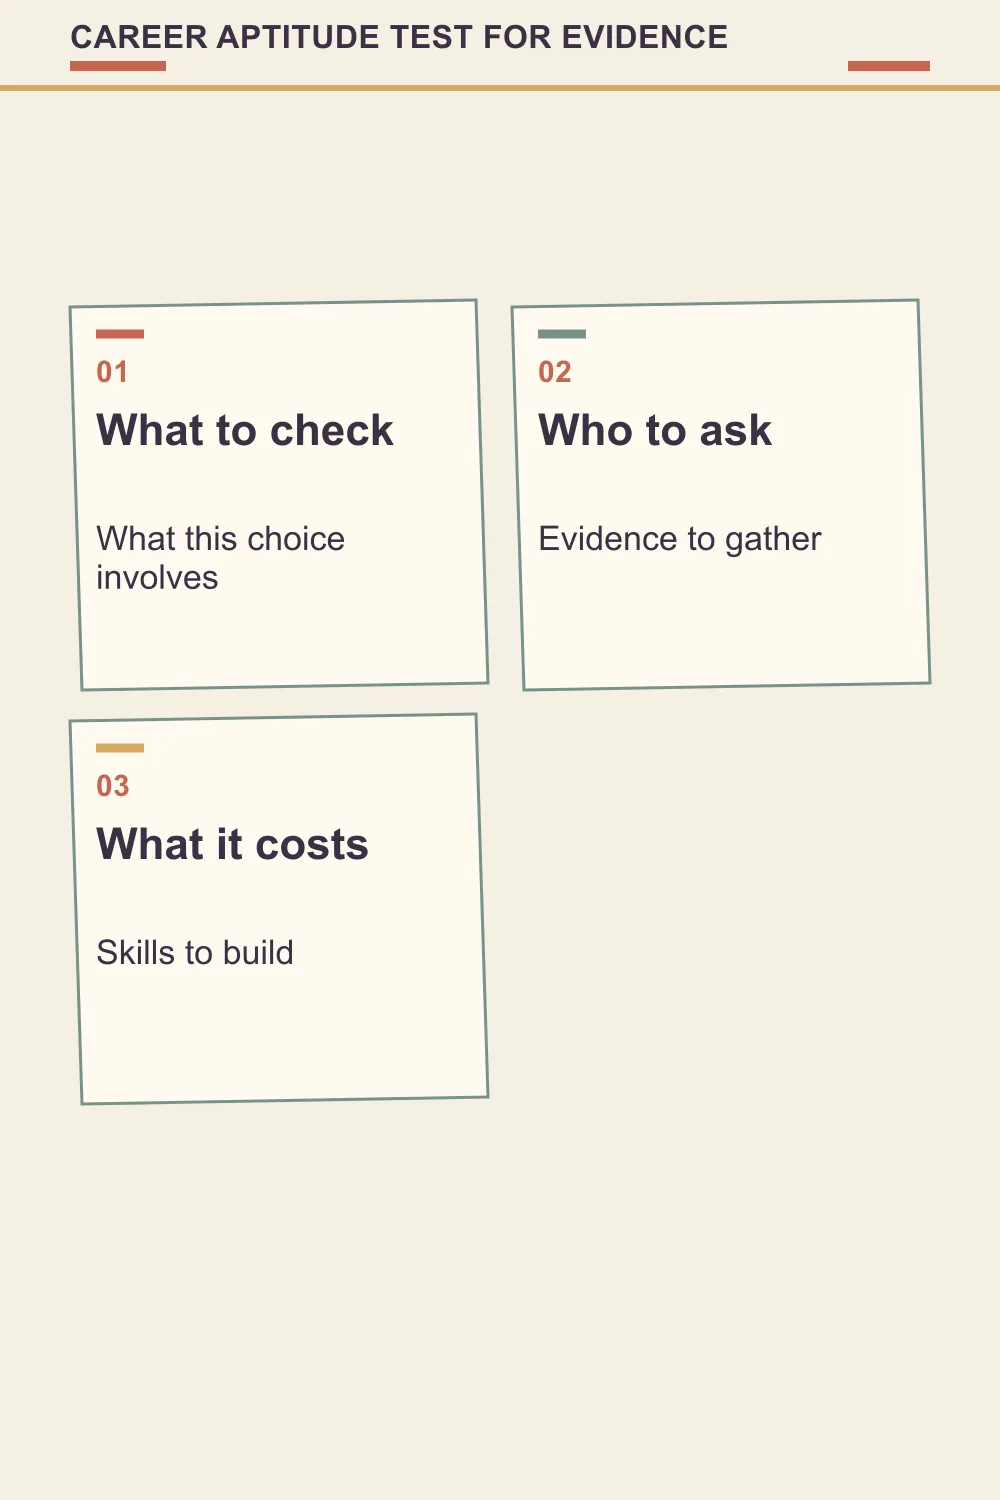 CAREER APTITUDE TEST FOR EVIDENCE
01
What to check
What this choice
involves
02
Who to ask
Evidence to gather
03
What it costs
Skills to build